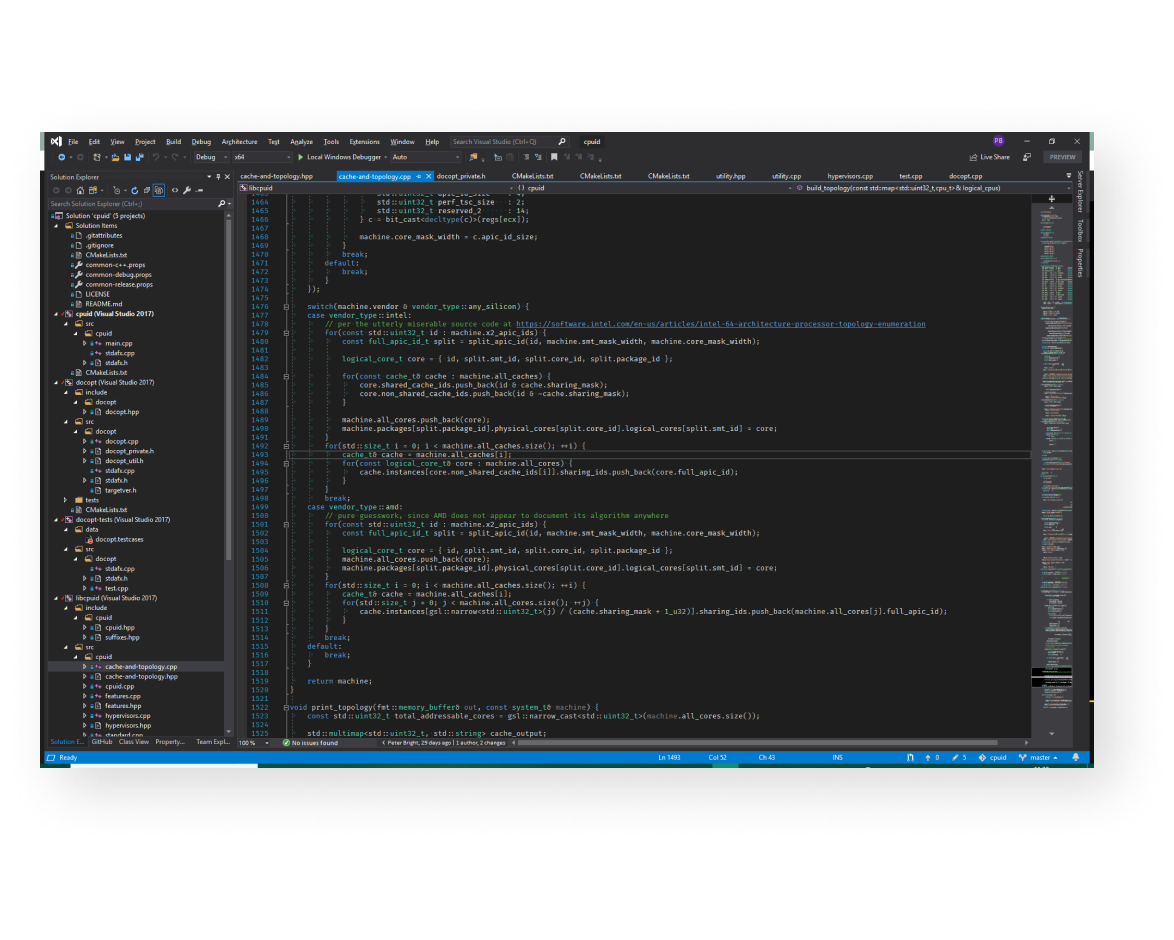 File Edit View Project Build Debug Architecture Test Analyze Tools Extensions Window Help Search Visual Studio (Ctrl+Q) cpuid PB
Debug x64 Local Windows Debugger Auto Live Share PREVIEW
Solution Explorer
Search Solution Explorer (Ctrl+;)
Solution 'cpuid' (5 projects)
Solution Items
.gitattributes
.gitignore
CMakeLists.txt
common-c++.props
common-debug.props
common-release.props
LICENSE
README.md
cpuid (Visual Studio 2017)
src
cpuid
main.cpp
stdafx.cpp
stdafx.h
CMakeLists.txt
docopt (Visual Studio 2017)
include
docopt
docopt.hpp
src
docopt
docopt.cpp
docopt_private.h
docopt_util.h
stdafx.cpp
stdafx.h
targetver.h
tests
CMakeLists.txt
docopt-tests (Visual Studio 2017)
data
docopt.testcases
src
docopt
stdafx.cpp
stdafx.h
test.cpp
libcpuid (Visual Studio 2017)
include
cpuid
cpuid.hpp
suffixes.hpp
src
cpuid
cache-and-topology.cpp
cache-and-topology.hpp
cpuid.cpp
features.cpp
features.hpp
hypervisors.cpp
hypervisors.hpp
standard.cpp
Solution E... GitHub Class View Property... Team Expl...
cache-and-topology.hpp cache-and-topology.cpp docopt_private.h CMakeLists.txt CMakeLists.txt CMakeLists.txt utility.hpp utility.cpp hypervisors.cpp test.cpp docopt.cpp
libcpuid {} cpuid build_topology(const std::map<std::uint32_t, cpu_t> & logical_cpus)
1463 std::uint32_t apic_id_size : 4;
1464 std::uint32_t perf_tsc_size : 2;
1465 std::uint32_t reserved_2 : 14;
1466 } c = bit_cast<decltype(c)>(regs[ecx]);
1467
1468 machine.core_mask_width = c.apic_id_size;
1469 }
1470 break;
1471 default:
1472 break;
1473 }
1474 });
1475
1476 switch(machine.vendor & vendor_type::any_silicon) {
1477 case vendor_type::intel:
1478 // per the utterly miserable source code at https://software.intel.com/en-us/articles/intel-64-architecture-processor-topology-enumeration
1479 for(const std::uint32_t id : machine.x2_apic_ids) {
1480 const full_apic_id_t split = split_apic_id(id, machine.smt_mask_width, machine.core_mask_width);
1481
1482 logical_core_t core = { id, split.smt_id, split.core_id, split.package_id };
1483
1484 for(const cache_t& cache : machine.all_caches) {
1485 core.shared_cache_ids.push_back(id & cache.sharing_mask);
1486 core.non_shared_cache_ids.push_back(id & ~cache.sharing_mask);
1487 }
1488
1489 machine.all_cores.push_back(core);
1490 machine.packages[split.package_id].physical_cores[split.core_id].logical_cores[split.smt_id] = core;
1491 }
1492 for(std::size_t i = 0; i < machine.all_caches.size(); ++i) {
1493 cache_t& cache = machine.all_caches[i];
1494 for(const logical_core_t& core : machine.all_cores) {
1495 cache.instances[core.non_shared_cache_ids[i]].sharing_ids.push_back(core.full_apic_id);
1496 }
1497 }
1498 break;
1499 case vendor_type::amd:
1500 // pure guesswork, since AMD does not appear to document its algorithm anywhere
1501 for(const std::uint32_t id : machine.x2_apic_ids) {
1502 const full_apic_id_t split = split_apic_id(id, machine.smt_mask_width, machine.core_mask_width);
1503
1504 logical_core_t core = { id, split.smt_id, split.core_id, split.package_id };
1505 machine.all_cores.push_back(core);
1506 machine.packages[split.package_id].physical_cores[split.core_id].logical_cores[split.smt_id] = core;
1507 }
1508 for(std::size_t i = 0; i < machine.all_caches.size(); ++i) {
1509 cache_t& cache = machine.all_caches[i];
1510 for(std::size_t j = 0; j < machine.all_cores.size(); ++j) {
1511 cache.instances[gsl::narrow<std::uint32_t>(j) / (cache.sharing_mask + 1_u32)].sharing_ids.push_back(machine.all_cores[j].full_apic_id);
1512 }
1513 }
1514 break;
1515 default:
1516 break;
1517 }
1518
1519 return machine;
1520 }
1521
1522 void print_topology(fmt::memory_buffer& out, const system_t& machine) {
1523 const std::uint32_t total_addressable_cores = gsl::narrow_cast<std::uint32_t>(machine.all_cores.size());
1524
1525 std::multimap<std::uint32_t, std::string> cache_output;
100 % No issues found Peter Bright, 29 days ago | 1 author, 2 changes
Server Explorer
Toolbox
Properties
Ready Ln 1493 Col 52 Ch 43 INS 0 5 cpuid master